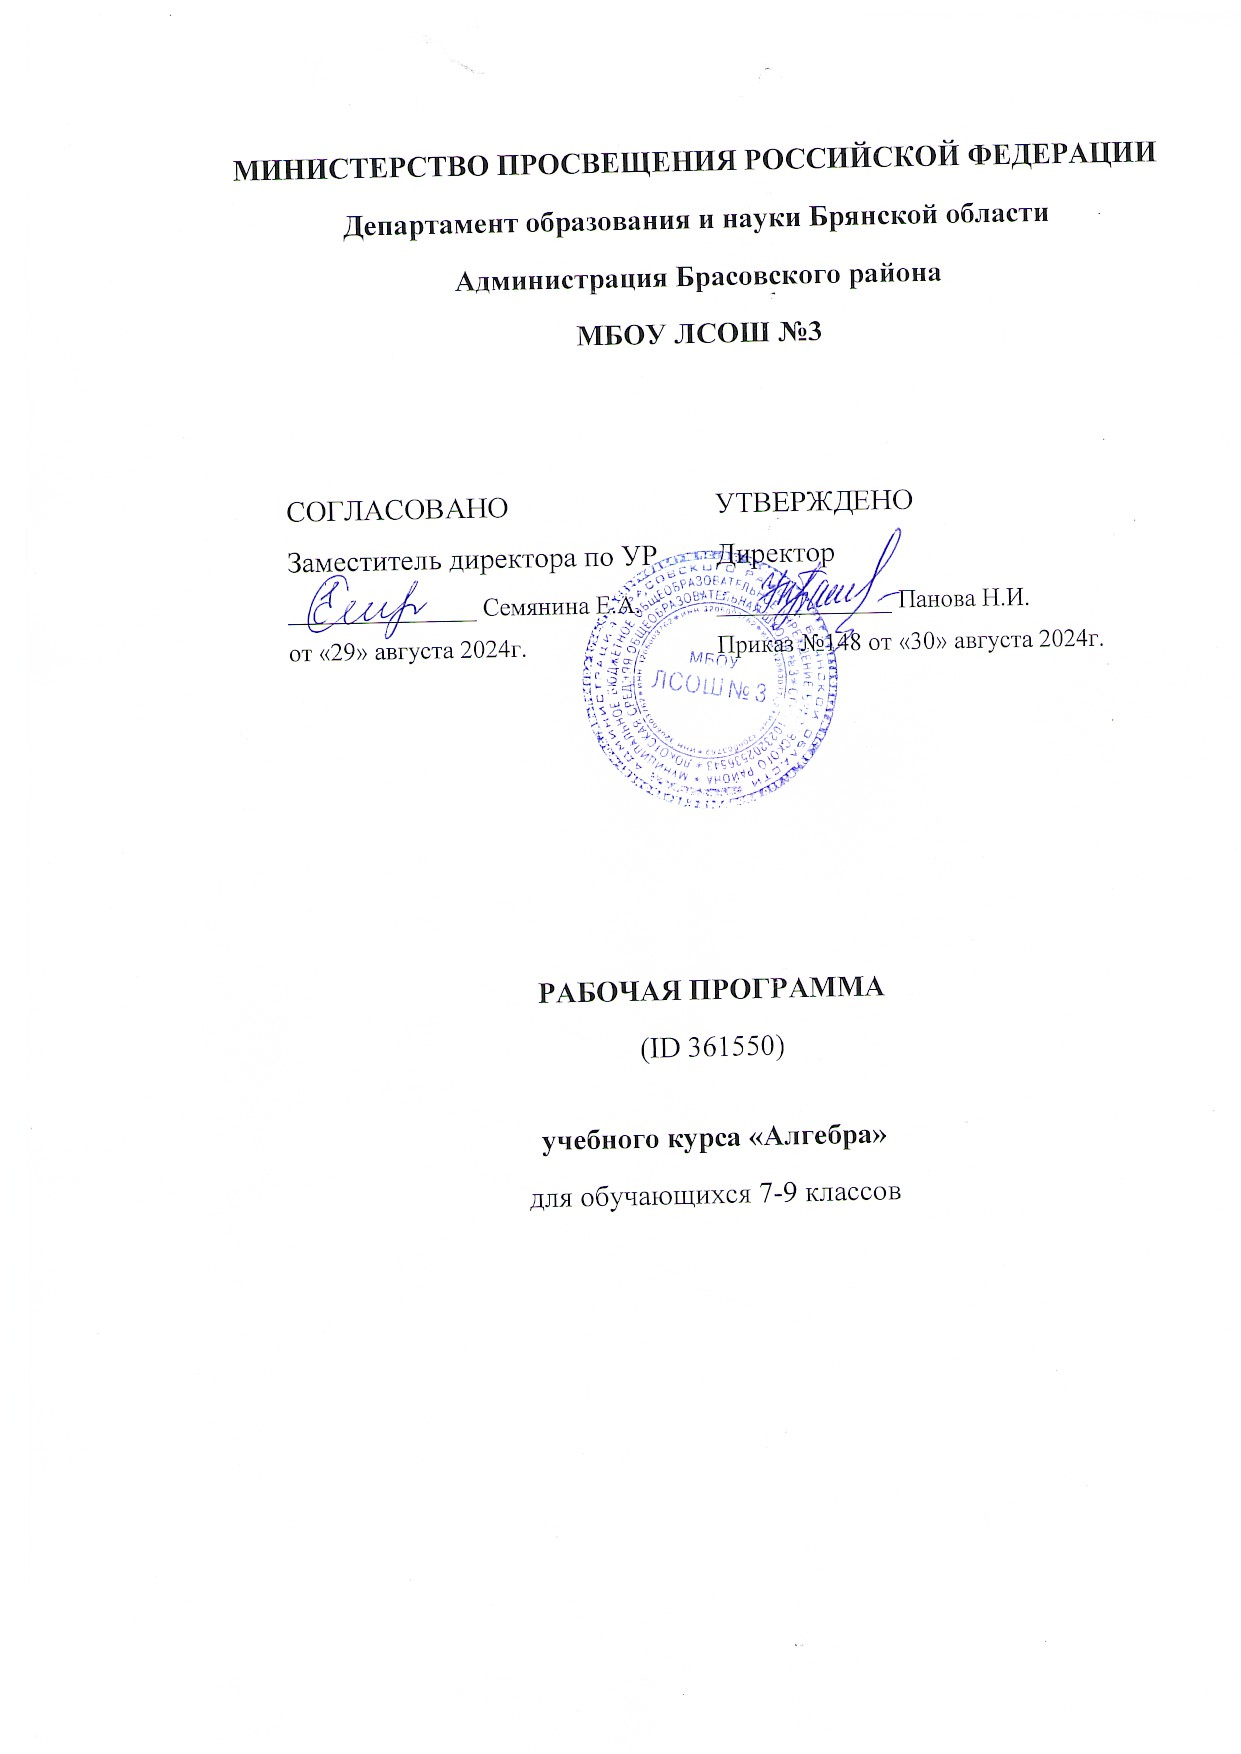 МИНИСТЕРСТВО ПРОСВЕЩЕНИЯ РОССИЙСКОЙ ФЕДЕРАЦИИ
Департамент образования и науки Брянской области
Администрация Брасовского района
МБОУ ЛСОШ №3
СОГЛАСОВАНО
Заместитель директора по УР
Семянина Е.А.
от «29» августа 2024г.
УТВЕРЖДЕНО
Директор
Панова Н.И.
Приказ №148 от «30» августа 2024г.
МБОУ
ЛСОШ № 3
РАБОЧАЯ ПРОГРАММА
(ID 361550)
учебного курса «Алгебра»
для обучающихся 7-9 классов